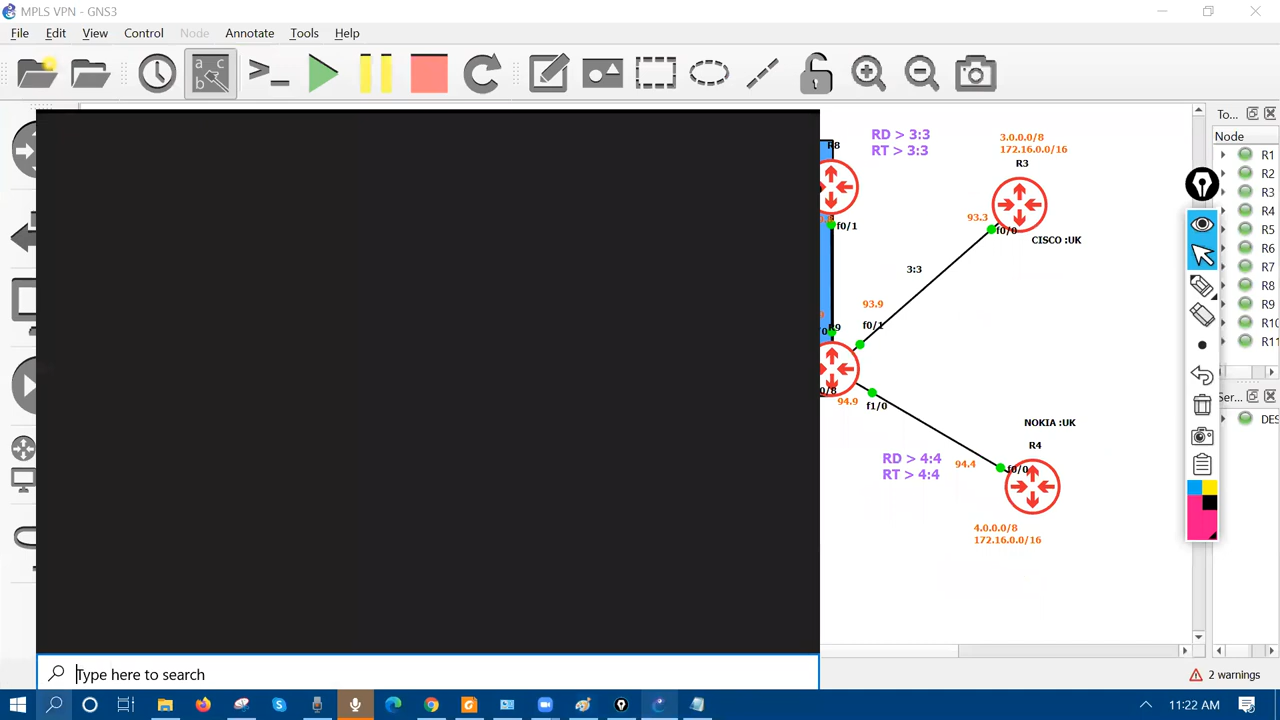 MPLS VPN - GNS3
File Edit View Control Node Annotate Tools Help
a c
b
To...
Node
R1
R2
R3
R4
R5
R6
R7
R8
R9
R10
R11
Ser...
DES
R8
f0/1
RD > 3:3
RT > 3:3
3.0.0.0/8
172.16.0.0/16
R3
93.3
f0/0
CISCO :UK
3:3
93.9
f0/1
R9
94.9
f1/0
NOKIA :UK
R4
RD > 4:4
RT > 4:4
94.4
f0/0
4.0.0.0/8
172.16.0.0/16
Type here to search
2 warnings
11:22 AM